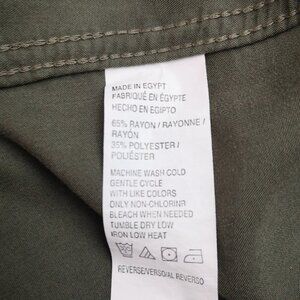 MADE IN EGYPT
FABRIQUÉ EN ÉGYPTE
HECHO EN EGIPTO
65% RAYON / RAYONNE /
RAYÓN
35% POLYESTER /
POLIÉSTER
MACHINE WASH COLD
GENTLE CYCLE
WITH LIKE COLORS
ONLY NON-CHLORINR
BLEACH WHEN NEEDED
TUMBLE DRY LOW
IRON LOW HEAT
REVERSE/VERSO/AL REVERSO